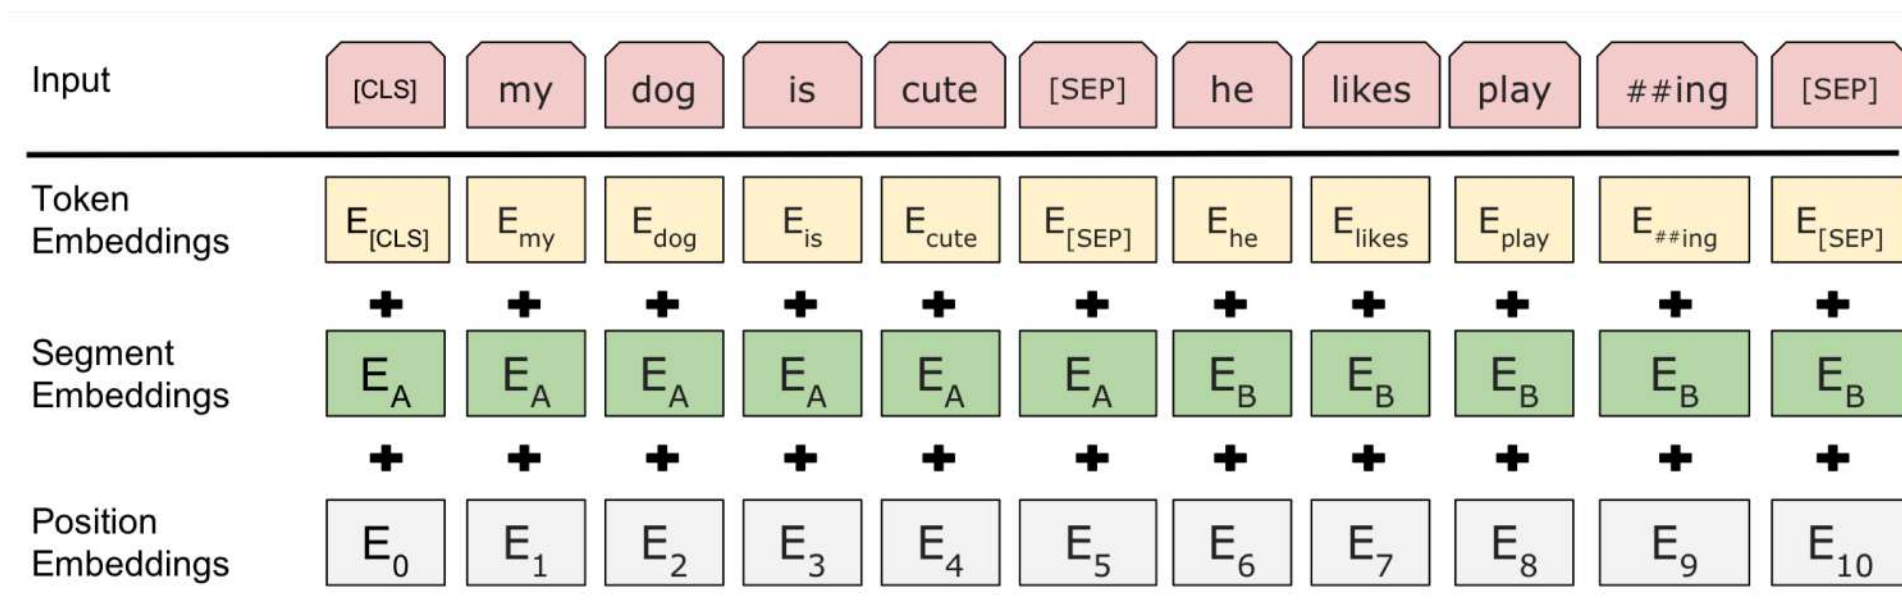 Input [CLS] my dog is cute [SEP] he likes play ##ing [SEP]
Token
Embeddings E[CLS] Emy Edog Eis Ecute E[SEP] Ehe Elikes Eplay E##ing E[SEP]
+ + + + + + + + + + +
Segment
Embeddings EA EA EA EA EA EA EB EB EB EB EB
+ + + + + + + + + + +
Position
Embeddings E0 E1 E2 E3 E4 E5 E6 E7 E8 E9 E10